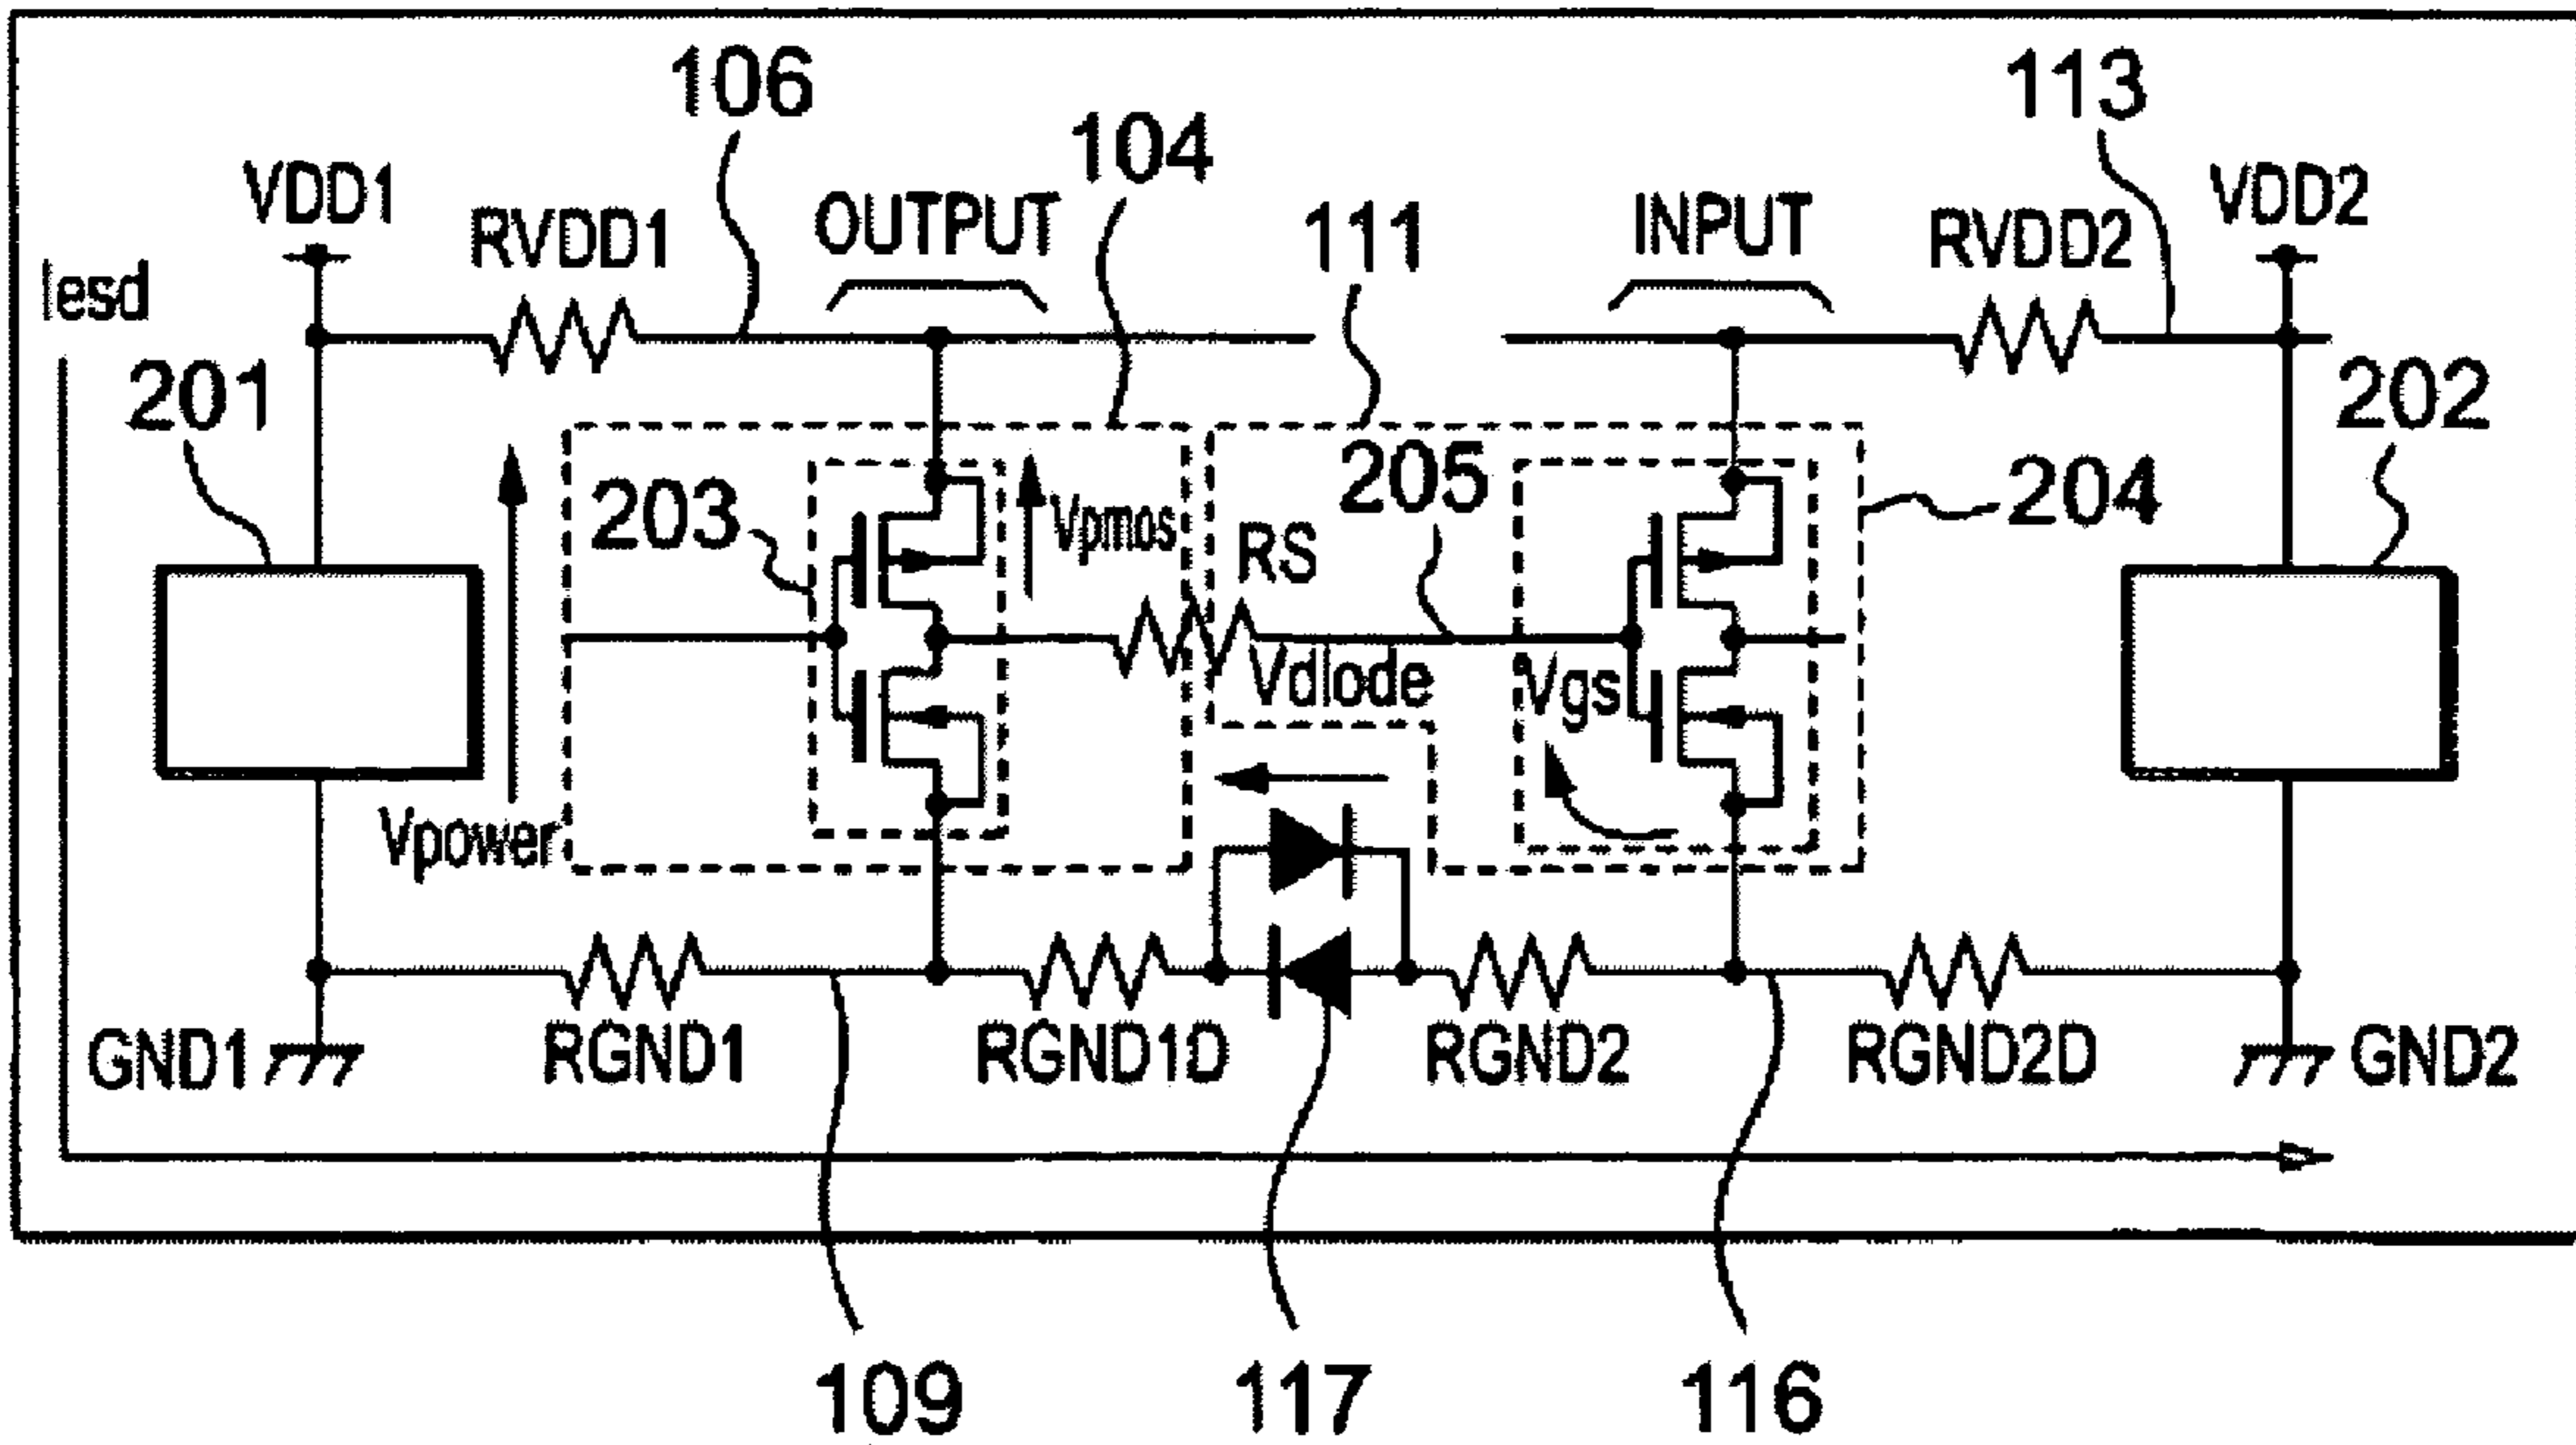 106
113
104
VDD1
VDD2
RVDD1
OUTPUT
111
INPUT
RVDD2
Iesd
201
202
203
Vpmos
205
204
RS
Vdiode
Vgs
Vpower
GND1
RGND1
RGND1D
RGND2
RGND2D
GND2
109
117
116